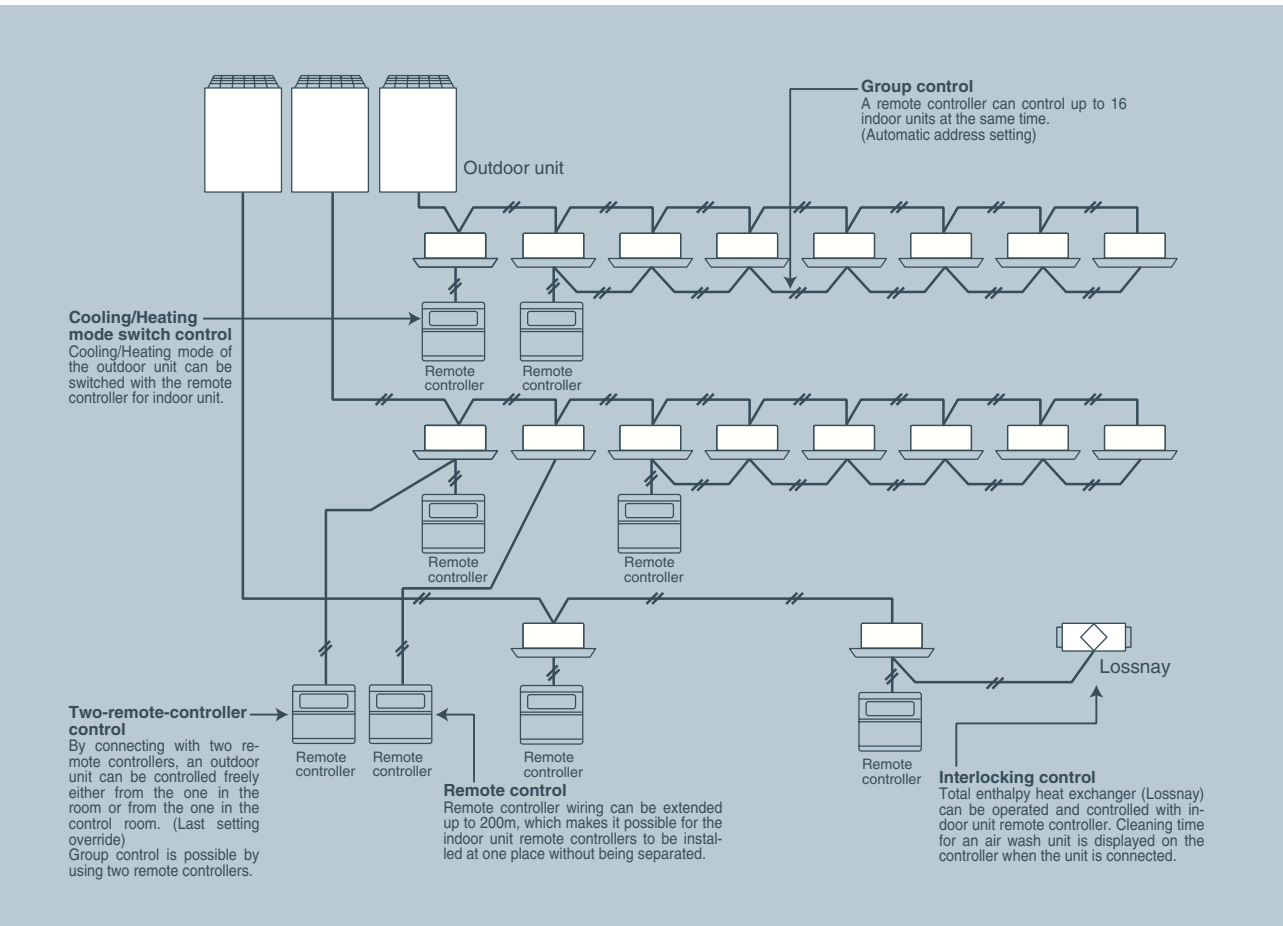 Group control
A remote controller can control up to 16
indoor units at the same time.
(Automatic address setting)
Outdoor unit
Cooling/Heating
mode switch control
Cooling/Heating mode of
the outdoor unit can be
switched with the remote
controller for indoor unit.
Remote
controller
Remote
controller
Remote
controller
Remote
controller
Lossnay
Two-remote-controller
control
By connecting with two re-
mote controllers, an outdoor
unit can be controlled freely
either from the one in the
room or from the one in the
control room. (Last setting
override)
Group control is possible by
using two remote controllers.
Remote
controller
Remote
controller
Remote
controller
Remote
controller
Remote control
Remote controller wiring can be extended
up to 200m, which makes it possible for the
indoor unit remote controllers to be instal-
led at one place without being separated.
Interlocking control
Total enthalpy heat exchanger (Lossnay)
can be operated and controlled with in-
door unit remote controller. Cleaning time
for an air wash unit is displayed on the
controller when the unit is connected.